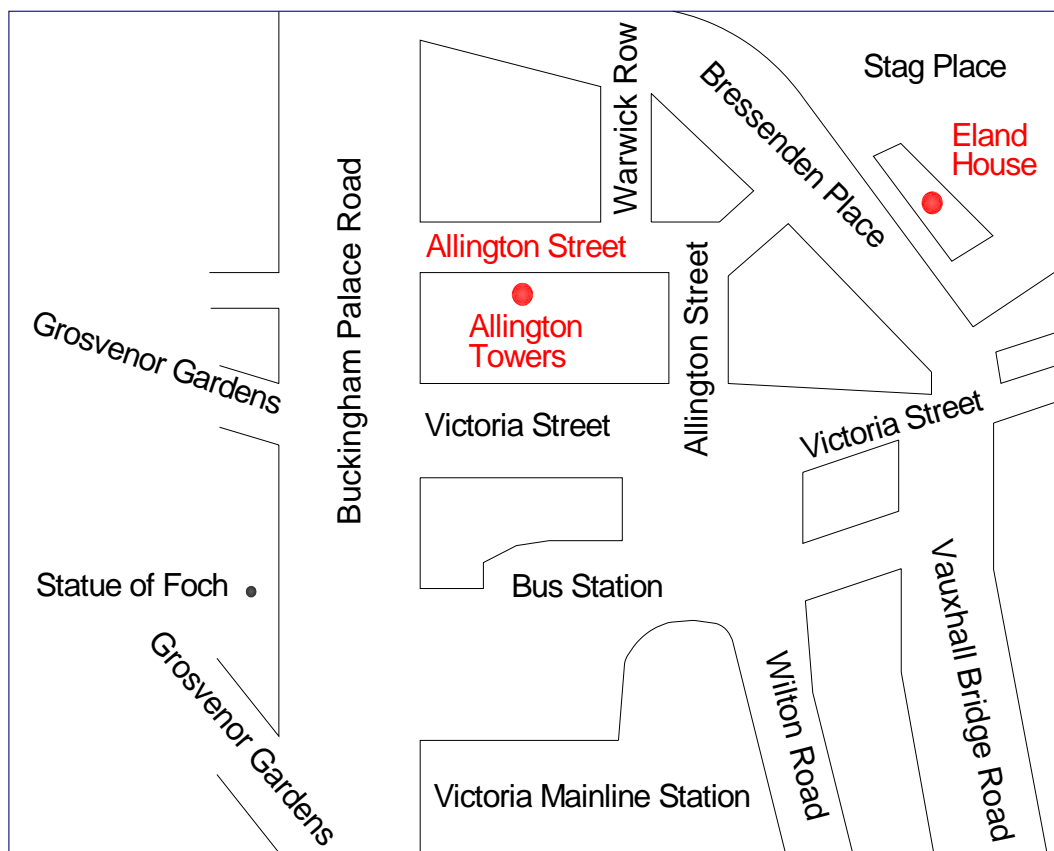 Stag Place
Warwick Row
Bressenden Place
Eland
House
Allington Street
Buckingham Palace Road
Allington Street
Grosvenor Gardens
Allington
Towers
Victoria Street
Victoria Street
Statue of Foch
Bus Station
Vauxhall Bridge Road
Grosvenor Gardens
Wilton Road
Victoria Mainline Station